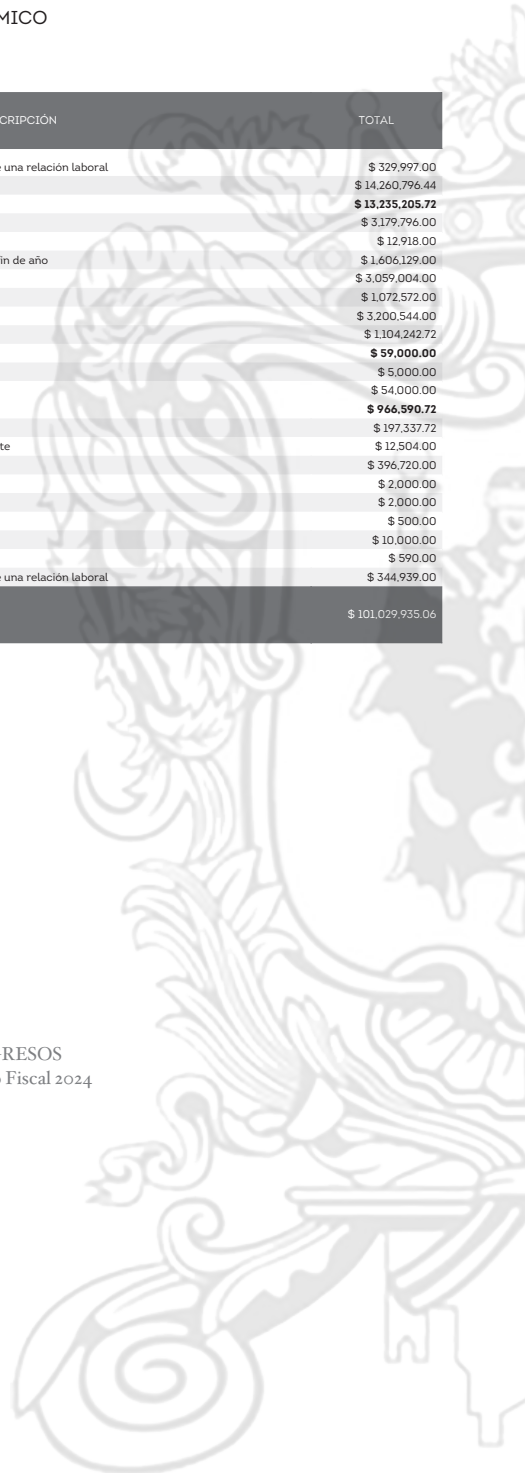 MICO
CRIPCIÓN TOTAL
e una relación laboral $ 329,997.00
$ 14,260,796.44
$ 13,235,205.72
$ 3,179,796.00
$ 12,918.00
in de año $ 1,606,129.00
$ 3,059,004.00
$ 1,072,572.00
$ 3,200,544.00
$ 1,104,242.72
$ 59,000.00
$ 5,000.00
$ 54,000.00
$ 966,590.72
$ 197,337.72
te $ 12,504.00
$ 396,720.00
$ 2,000.00
$ 2,000.00
$ 500.00
$ 10,000.00
$ 590.00
e una relación laboral $ 344,939.00
$ 101,029,935.06
RESOS
Fiscal 2024